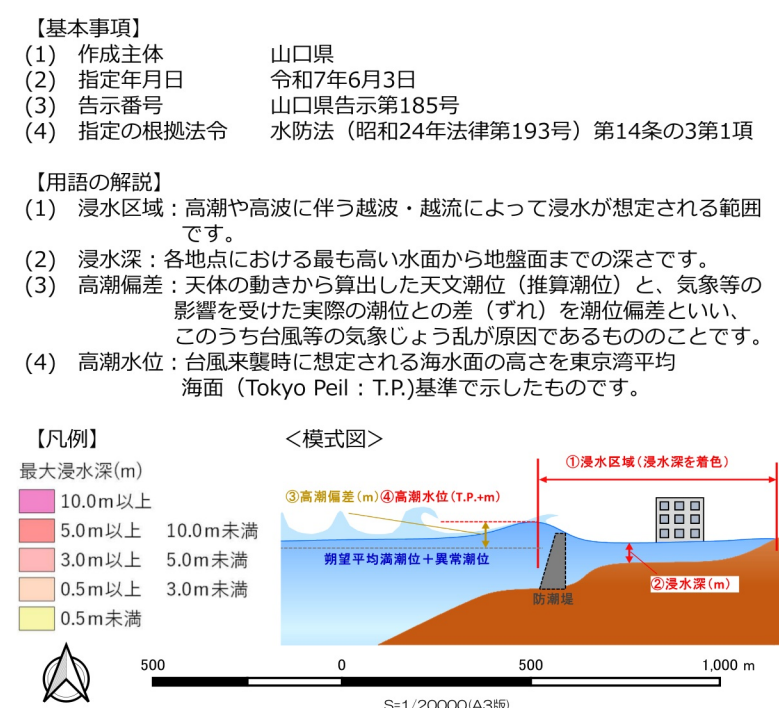 【基本事項】
(1) 作成主体 山口県
(2) 指定年月日 令和7年6月3日
(3) 告示番号 山口県告示第185号
(4) 指定の根拠法令 水防法（昭和24年法律第193号）第14条の3第1項
【用語の解説】
(1) 浸水区域：高潮や高波に伴う越波・越流によって浸水が想定される範囲
です。
(2) 浸水深：各地点における最も高い水面から地盤面までの深さです。
(3) 高潮偏差：天体の動きから算出した天文潮位（推算潮位）と、気象等の
影響を受けた実際の潮位との差（ずれ）を潮位偏差といい、
このうち台風等の気象じょう乱が原因であるもののことです。
(4) 高潮水位：台風来襲時に想定される海水面の高さを東京湾平均
海面（Tokyo Peil：T.P.)基準で示したものです。
【凡例】
最大浸水深(m)
10.0m以上
5.0m以上 10.0m未満
3.0m以上 5.0m未満
0.5m以上 3.0m未満
0.5m未満
＜模式図＞
①浸水区域(浸水深を着色)
③高潮偏差(m)④高潮水位(T.P.+m)
朔望平均満潮位＋異常潮位
②浸水深(m)
防潮堤
500 0 500 1,000 m
S=1/20000(A3版)